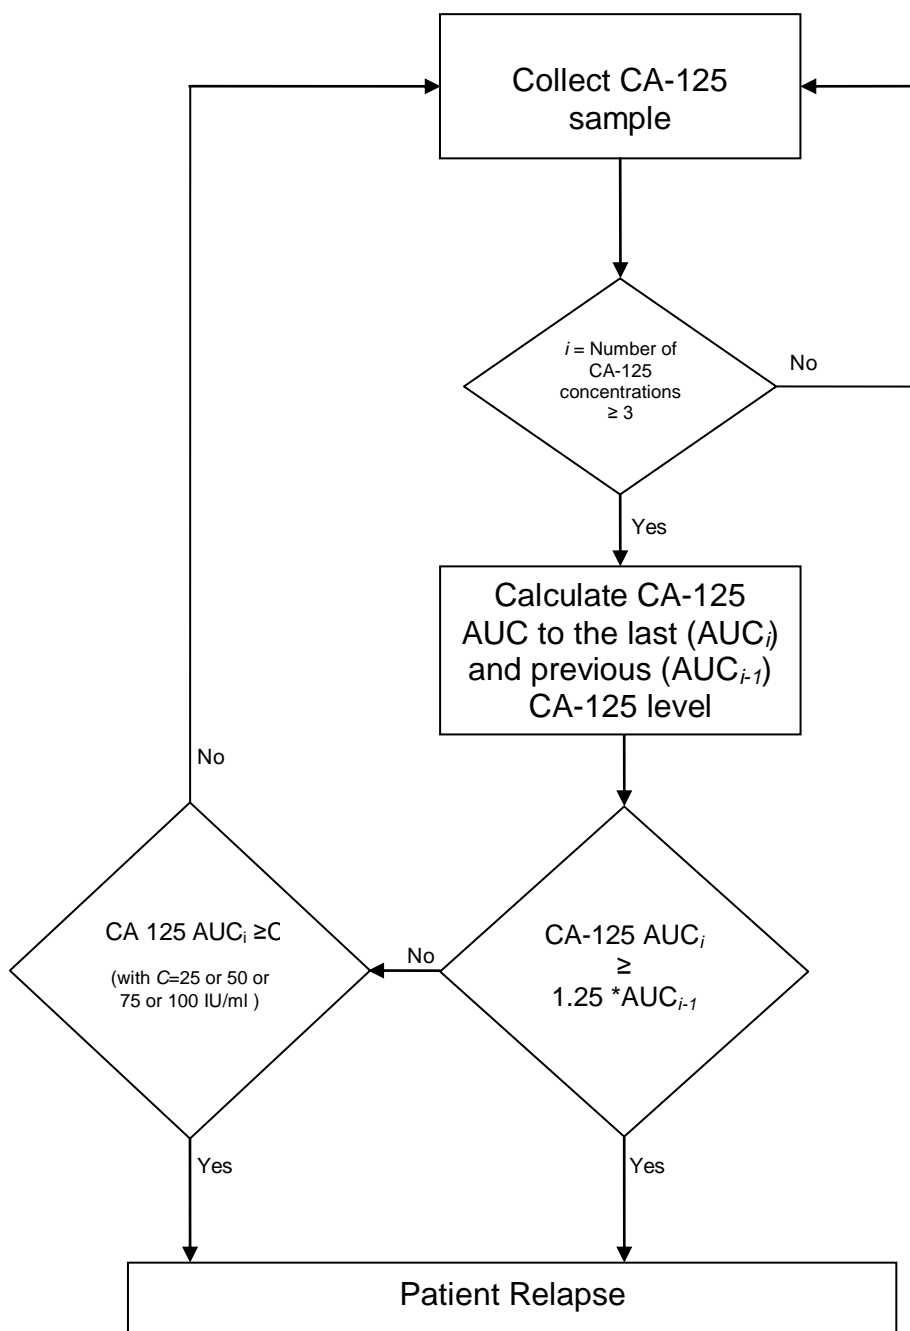 Collect CA-125
sample
i = Number of
CA-125
concentrations
≥ 3
No
Yes
Calculate CA-125
AUC to the last (AUCi)
and previous (AUCi-1)
CA-125 level
No
CA 125 AUCi ≥C
(with C=25 or 50 or
75 or 100 IU/ml )
No
CA-125 AUCi
≥
1.25 *AUCi-1
Yes
Yes
Patient Relapse